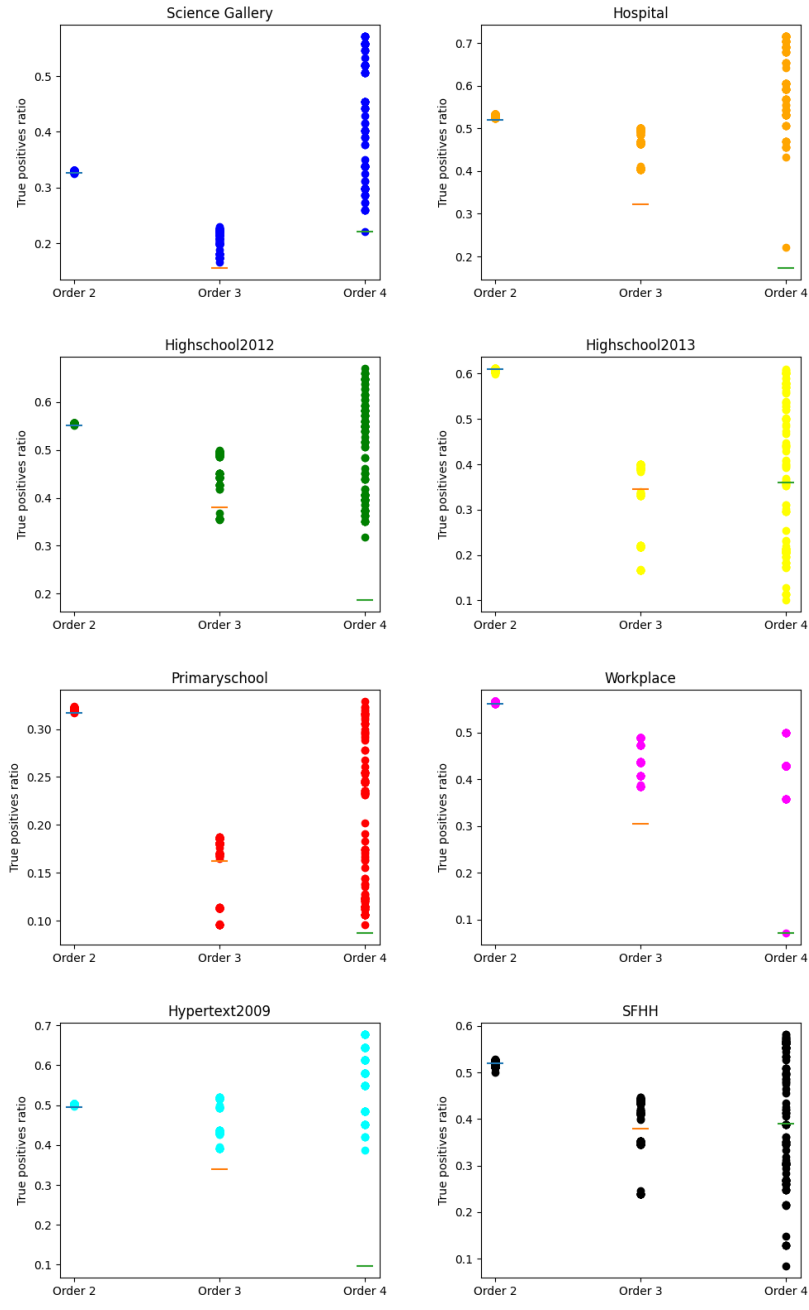 Science Gallery
True positives ratio
0.5
0.4
0.3
0.2
Order 2 Order 3 Order 4
Hospital
True positives ratio
0.7
0.6
0.5
0.4
0.3
0.2
Order 2 Order 3 Order 4
Highschool2012
True positives ratio
0.6
0.5
0.4
0.3
0.2
Order 2 Order 3 Order 4
Highschool2013
True positives ratio
0.6
0.5
0.4
0.3
0.2
0.1
Order 2 Order 3 Order 4
Primaryschool
True positives ratio
0.30
0.25
0.20
0.15
0.10
Order 2 Order 3 Order 4
Workplace
True positives ratio
0.5
0.4
0.3
0.2
0.1
Order 2 Order 3 Order 4
Hypertext2009
True positives ratio
0.7
0.6
0.5
0.4
0.3
0.2
0.1
Order 2 Order 3 Order 4
SFHH
True positives ratio
0.6
0.5
0.4
0.3
0.2
0.1
Order 2 Order 3 Order 4